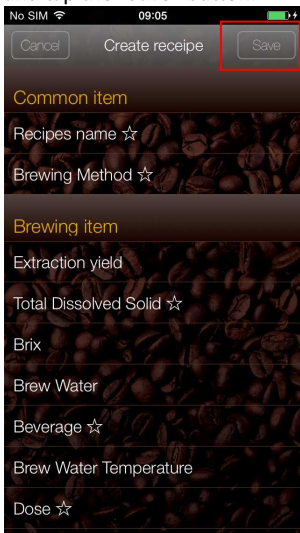 No SIM 09:05
Cancel Create receipe Save
Common item
Recipes name ☆
Brewing Method ☆
Brewing item
Extraction yield
Total Dissolved Solid ☆
Brix
Brew Water
Beverage ☆
Brew Water Temperature
Dose ☆